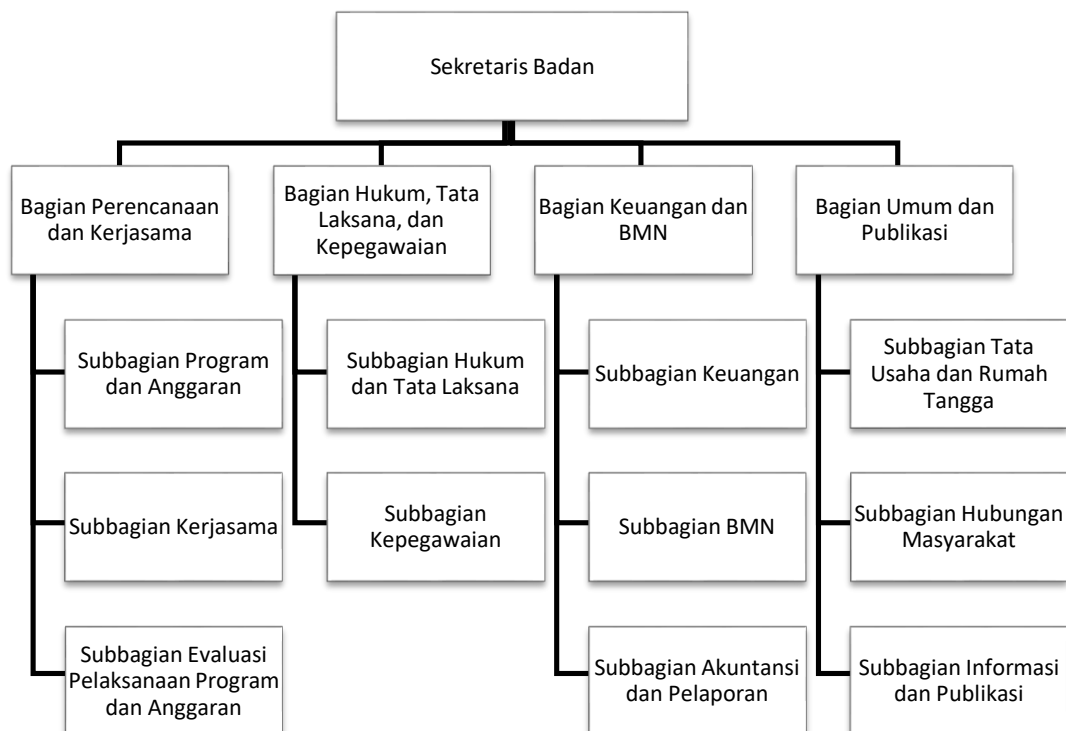 Sekretaris Badan
Bagian Perencanaan
dan Kerjasama
Bagian Hukum, Tata
Laksana, dan
Kepegawaian
Bagian Keuangan dan
BMN
Bagian Umum dan
Publikasi
Subbagian Program
dan Anggaran
Subbagian Kerjasama
Subbagian Evaluasi
Pelaksanaan Program
dan Anggaran
Subbagian Hukum
dan Tata Laksana
Subbagian
Kepegawaian
Subbagian Keuangan
Subbagian BMN
Subbagian Akuntansi
dan Pelaporan
Subbagian Tata
Usaha dan Rumah
Tangga
Subbagian Hubungan
Masyarakat
Subbagian Informasi
dan Publikasi